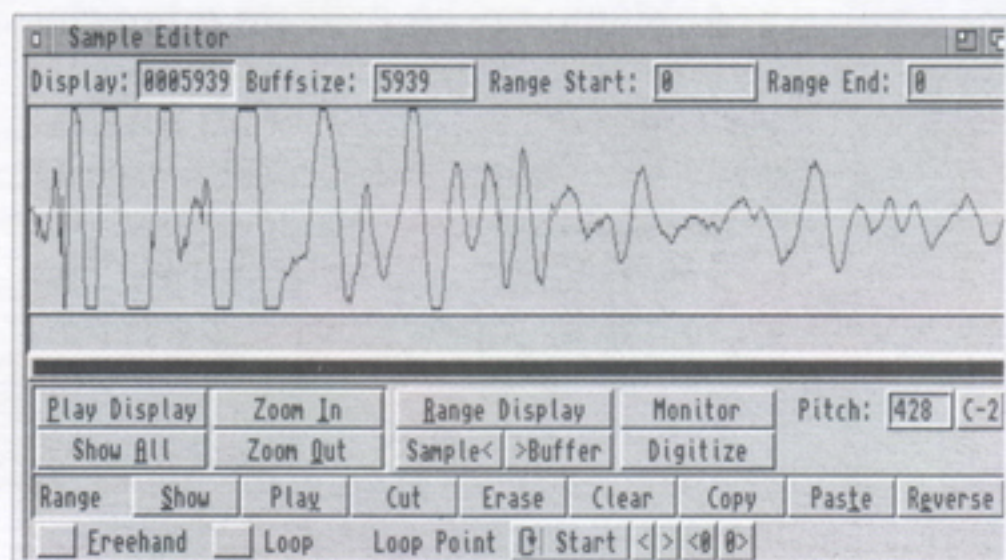 Sample Editor
Display: 0005939 Buffsize: 5939 Range Start: 0 Range End: 0
Play Display Zoom In Range Display Monitor Pitch: 428 C-2
Show All Zoom Out Sample< >Buffer Digitize
Range Show Play Cut Erase Clear Copy Paste Reverse
Freehand Loop Loop Point Start < > <0 0>